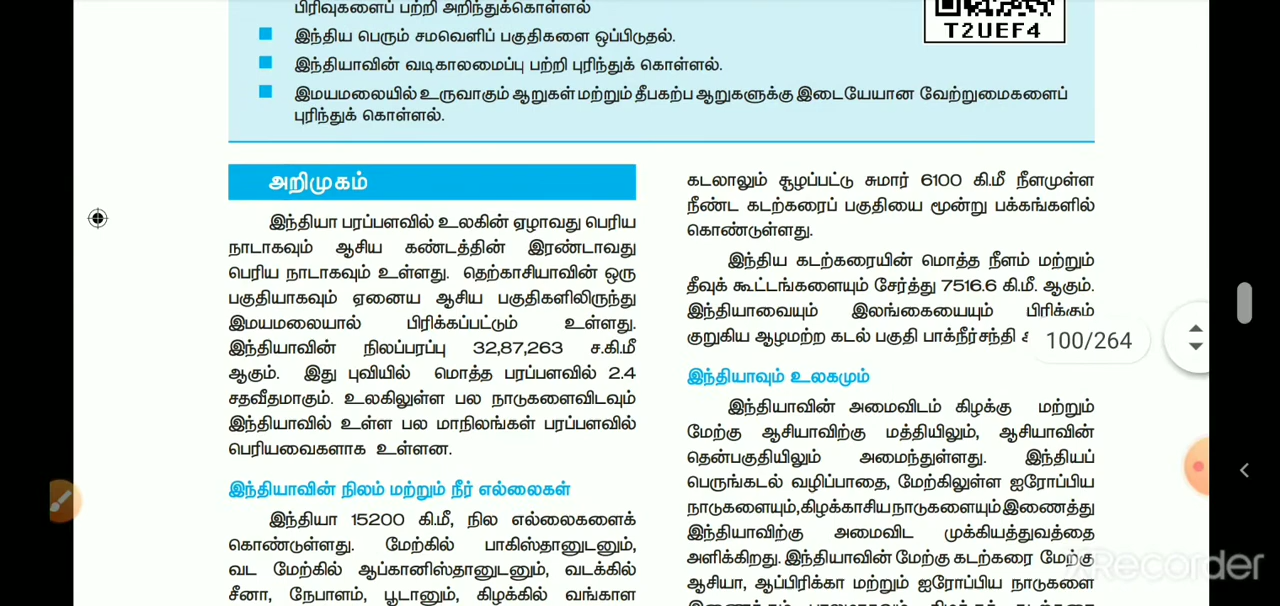 பிரிவுகளைப் பற்றி அறிந்துக்கொள்ளல்
இந்திய பெரும் சமவெளிப் பகுதிகளை ஒப்பிடுதல்.
இந்தியாவின் வடிகாலமைப்பு பற்றி புரிந்துக் கொள்ளல்.
இமயமலையில் உருவாகும் ஆறுகள் மற்றும் தீபகற்ப ஆறுகளுக்கு இடையேயான வேற்றுமைகளைப்
புரிந்துக் கொள்ளல்.
T2UEF4
அறிமுகம்
இந்தியா பரப்பளவில் உலகின் ஏழாவது பெரிய
நாடாகவும் ஆசிய கண்டத்தின் இரண்டாவது
பெரிய நாடாகவும் உள்ளது. தெற்காசியாவின் ஒரு
பகுதியாகவும் ஏனைய ஆசிய பகுதிகளிலிருந்து
இமயமலையால் பிரிக்கப்பட்டும் உள்ளது.
இந்தியாவின் நிலப்பரப்பு 32,87,263 ச.கி.மீ
ஆகும். இது புவியில் மொத்த பரப்பளவில் 2.4
சதவீதமாகும். உலகிலுள்ள பல நாடுகளைவிடவும்
இந்தியாவில் உள்ள பல மாநிலங்கள் பரப்பளவில்
பெரியவைகளாக உள்ளன.
இந்தியாவின் நிலம் மற்றும் நீர் எல்லைகள்
இந்தியா 15200 கி.மீ, நில எல்லைகளைக்
கொண்டுள்ளது. மேற்கில் பாகிஸ்தானுடனும்,
வட மேற்கில் ஆப்கானிஸ்தானுடனும், வடக்கில்
சீனா, நேபாளம், பூடானும், கிழக்கில் வங்காள
கடலாலும் சூழப்பட்டு சுமார் 6100 கி.மீ நீளமுள்ள
நீண்ட கடற்கரைப் பகுதியை மூன்று பக்கங்களில்
கொண்டுள்ளது.
இந்திய கடற்கரையின் மொத்த நீளம் மற்றும்
தீவுக் கூட்டங்களையும் சேர்த்து 7516.6 கி.மீ. ஆகும்.
இந்தியாவையும் இலங்கையையும் பிரிக்கும்
குறுகிய ஆழமற்ற கடல் பகுதி பாக்நீர்சந்தி
100/264
இந்தியாவும் உலகமும்
இந்தியாவின் அமைவிடம் கிழக்கு மற்றும்
மேற்கு ஆசியாவிற்கு மத்தியிலும், ஆசியாவின்
தென்பகுதியிலும் அமைந்துள்ளது. இந்தியப்
பெருங்கடல் வழிப்பாதை, மேற்கிலுள்ள ஐரோப்பிய
நாடுகளையும்,கிழக்காசிய நாடுகளையும் இணைத்து
இந்தியாவிற்கு அமைவிட முக்கியத்துவத்தை
அளிக்கிறது. இந்தியாவின் மேற்கு கடற்கரை மேற்கு
ஆசியா, ஆப்பிரிக்கா மற்றும் ஐரோப்பிய நாடுகளை
XRecorder